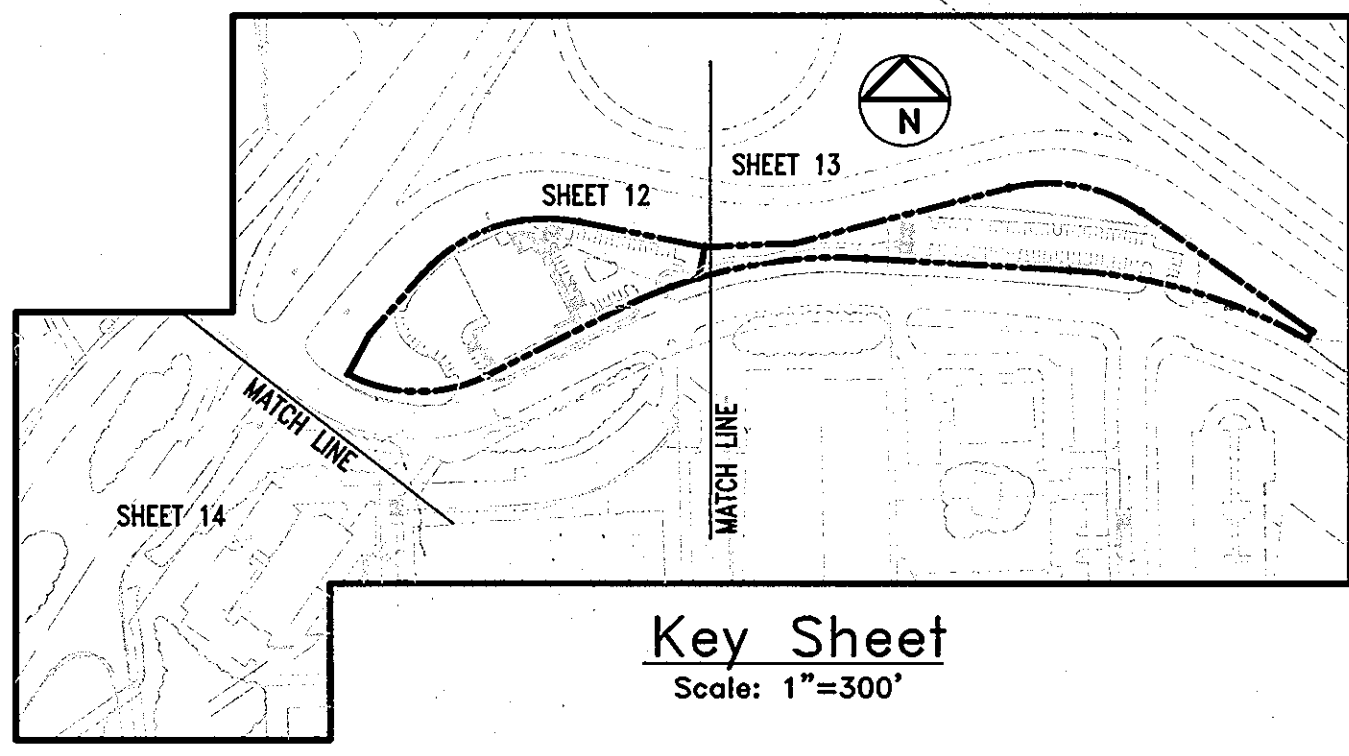 N
SHEET 13
SHEET 12
MATCH LINE
MATCH LINE
SHEET 14
Key Sheet
Scale: 1"=300'